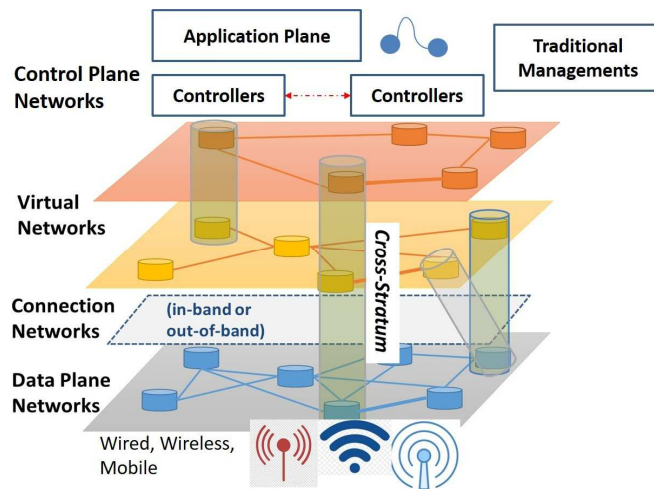 Application Plane
Traditional
Managements
Control Plane
Networks
Controllers
Controllers
Virtual
Networks
Cross-Stratum
Connection
Networks
(in-band or
out-of-band)
Data Plane
Networks
Wired, Wireless,
Mobile